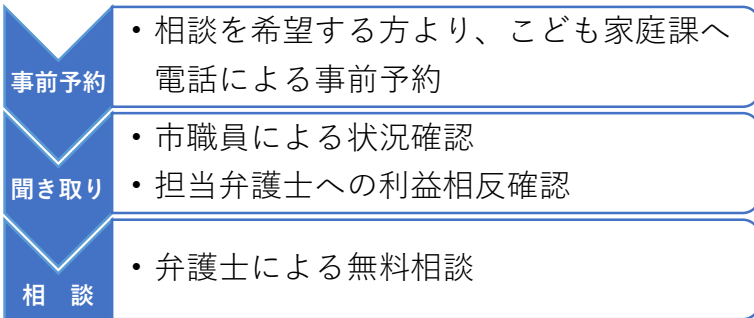 事前予約
• 相談を希望する方より、こども家庭課へ
電話による事前予約
聞き取り
• 市職員による状況確認
• 担当弁護士への利益相反確認
相　談
• 弁護士による無料相談